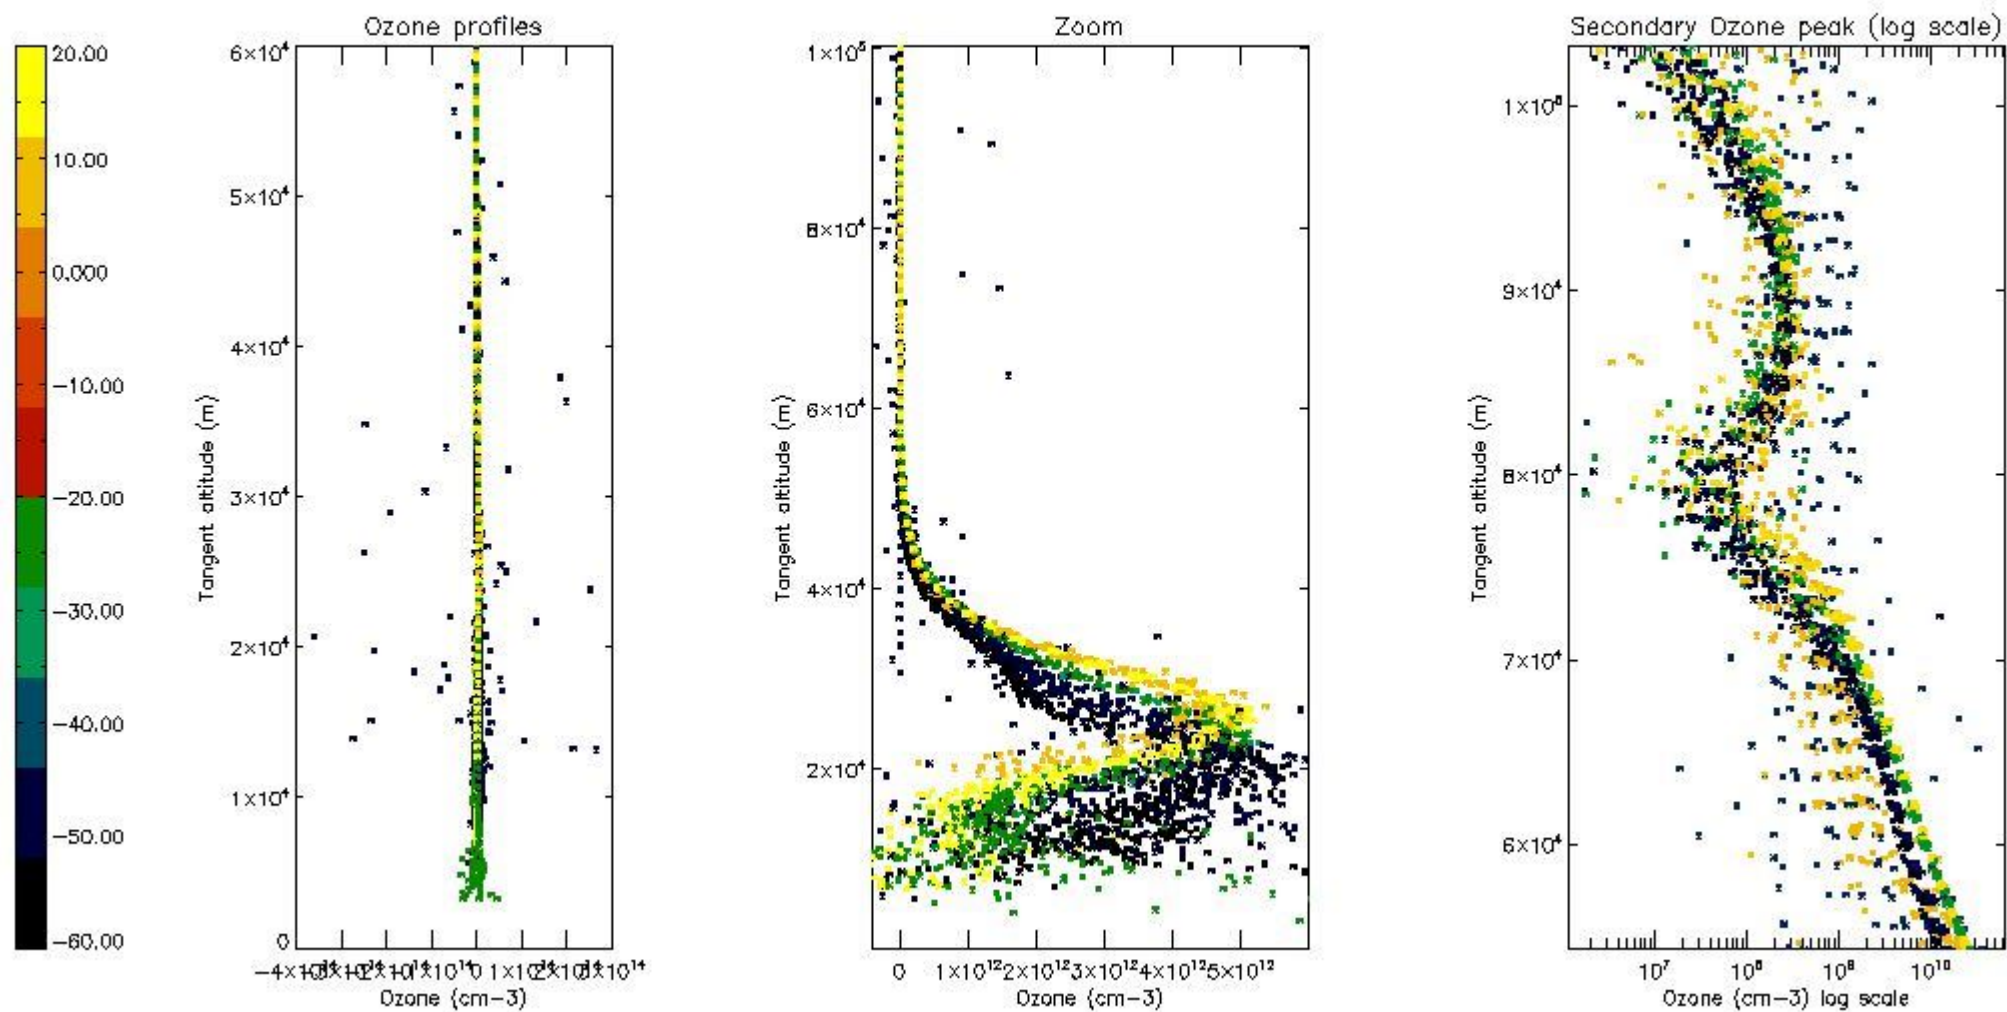 Ozone profiles
Zoom
Secondary Ozone peak (log scale)
20.00
10.00
0.000
−10.00
−20.00
−30.00
−40.00
−50.00
−60.00
6×10⁴
5×10⁴
4×10⁴
3×10⁴
2×10⁴
1×10⁴
0
Tangent altitude (m)
0
Ozone (cm−3)
1×10⁵
8×10⁴
6×10⁴
4×10⁴
2×10⁴
Tangent altitude (m)
0 1×10¹² 2×10¹² 3×10¹² 4×10¹² 5×10¹²
Ozone (cm−3)
1×10⁵
9×10⁴
8×10⁴
7×10⁴
6×10⁴
Tangent altitude (m)
10⁷ 10⁸ 10⁹ 10¹⁰
Ozone (cm−3) log scale